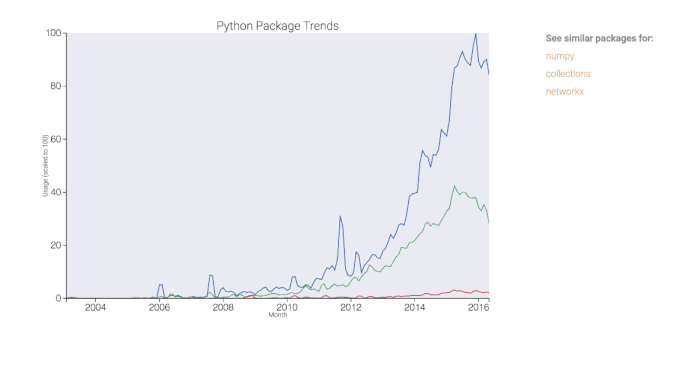 Python Package Trends
100
80
60
40
20
0
Usage (scaled to 100)
2004 2006 2008 2010 2012 2014 2016
Month
See similar packages for:
numpy
collections
networkx